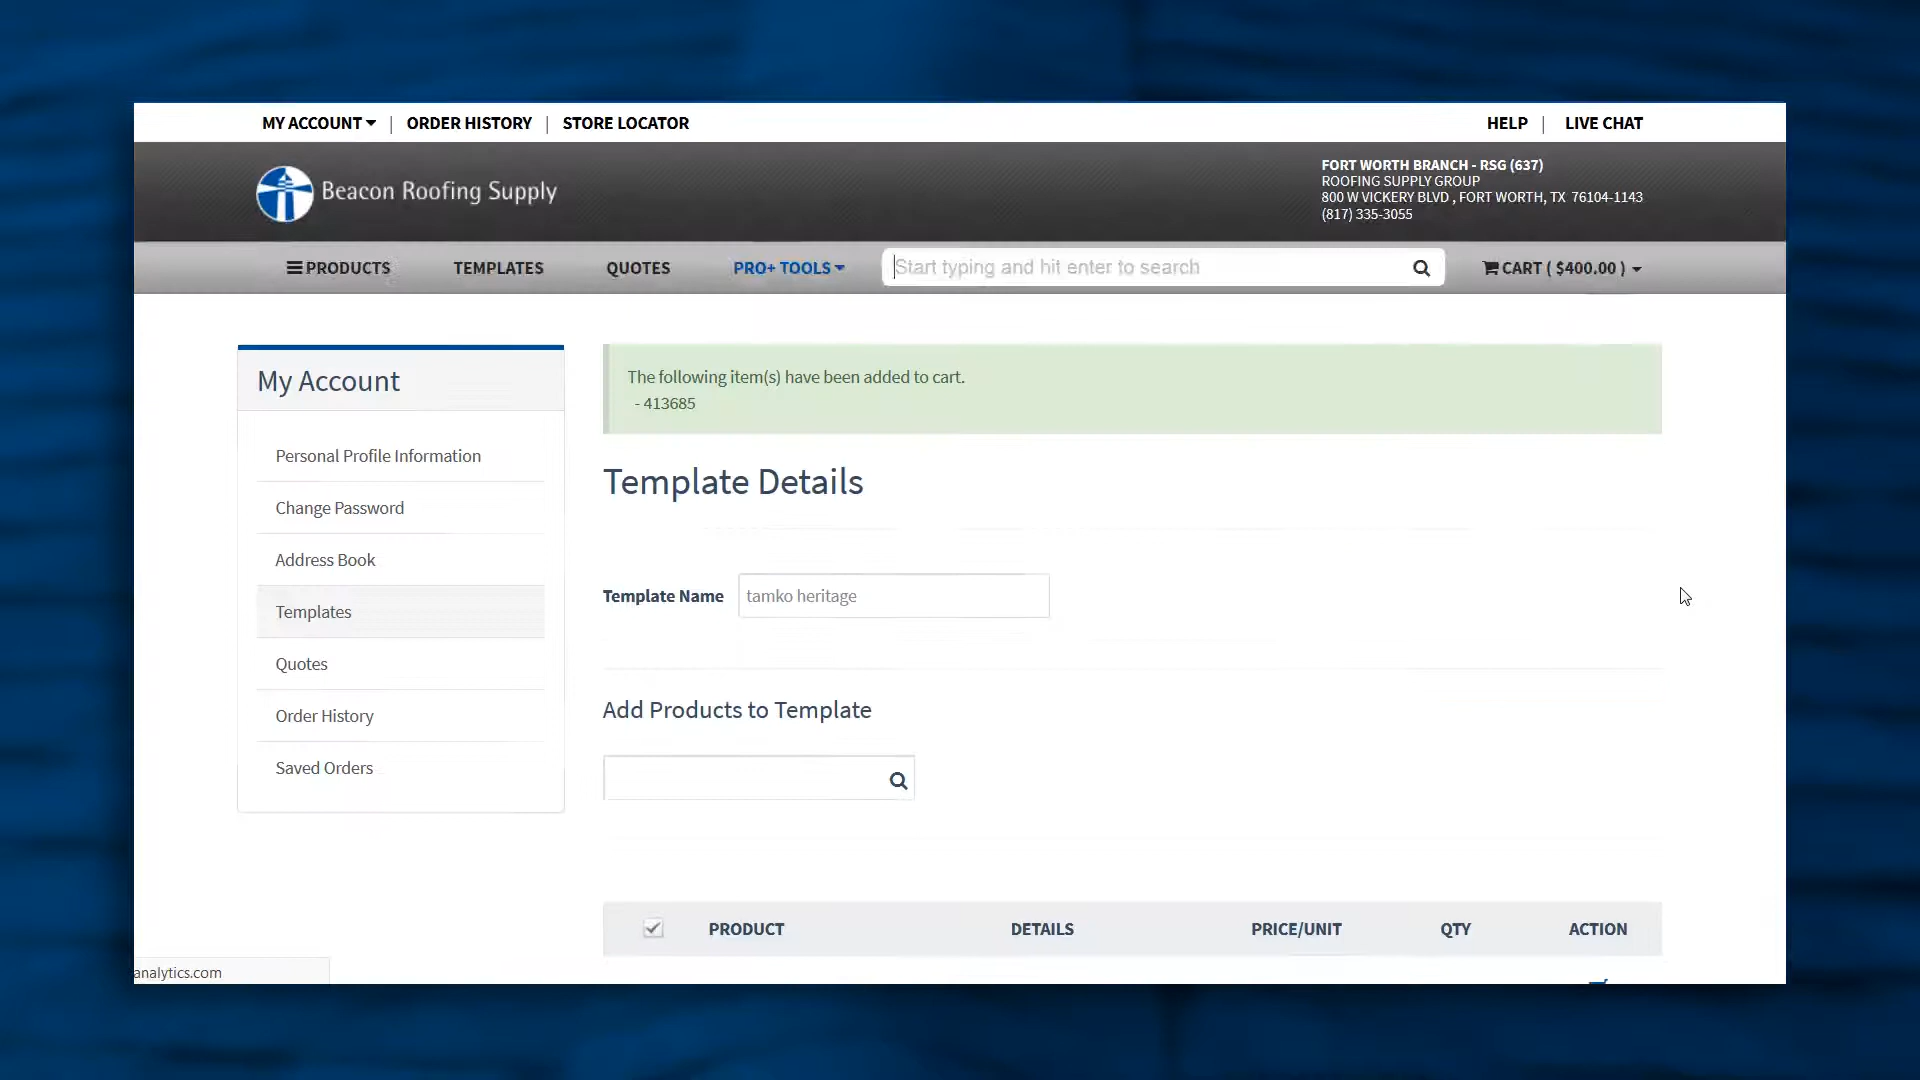 MY ACCOUNT | ORDER HISTORY | STORE LOCATOR
HELP | LIVE CHAT
Beacon Roofing Supply
FORT WORTH BRANCH - RSG (637)
ROOFING SUPPLY GROUP
800 W VICKERY BLVD , FORT WORTH, TX 76104-1143
(817) 335-3055
PRODUCTS TEMPLATES QUOTES PRO+ TOOLS Start typing and hit enter to search CART ( $400.00 )
My Account
Personal Profile Information
Change Password
Address Book
Templates
Quotes
Order History
Saved Orders
The following item(s) have been added to cart.
- 413685
Template Details
Template Name tamko heritage
Add Products to Template
PRODUCT DETAILS PRICE/UNIT QTY ACTION
analytics.com